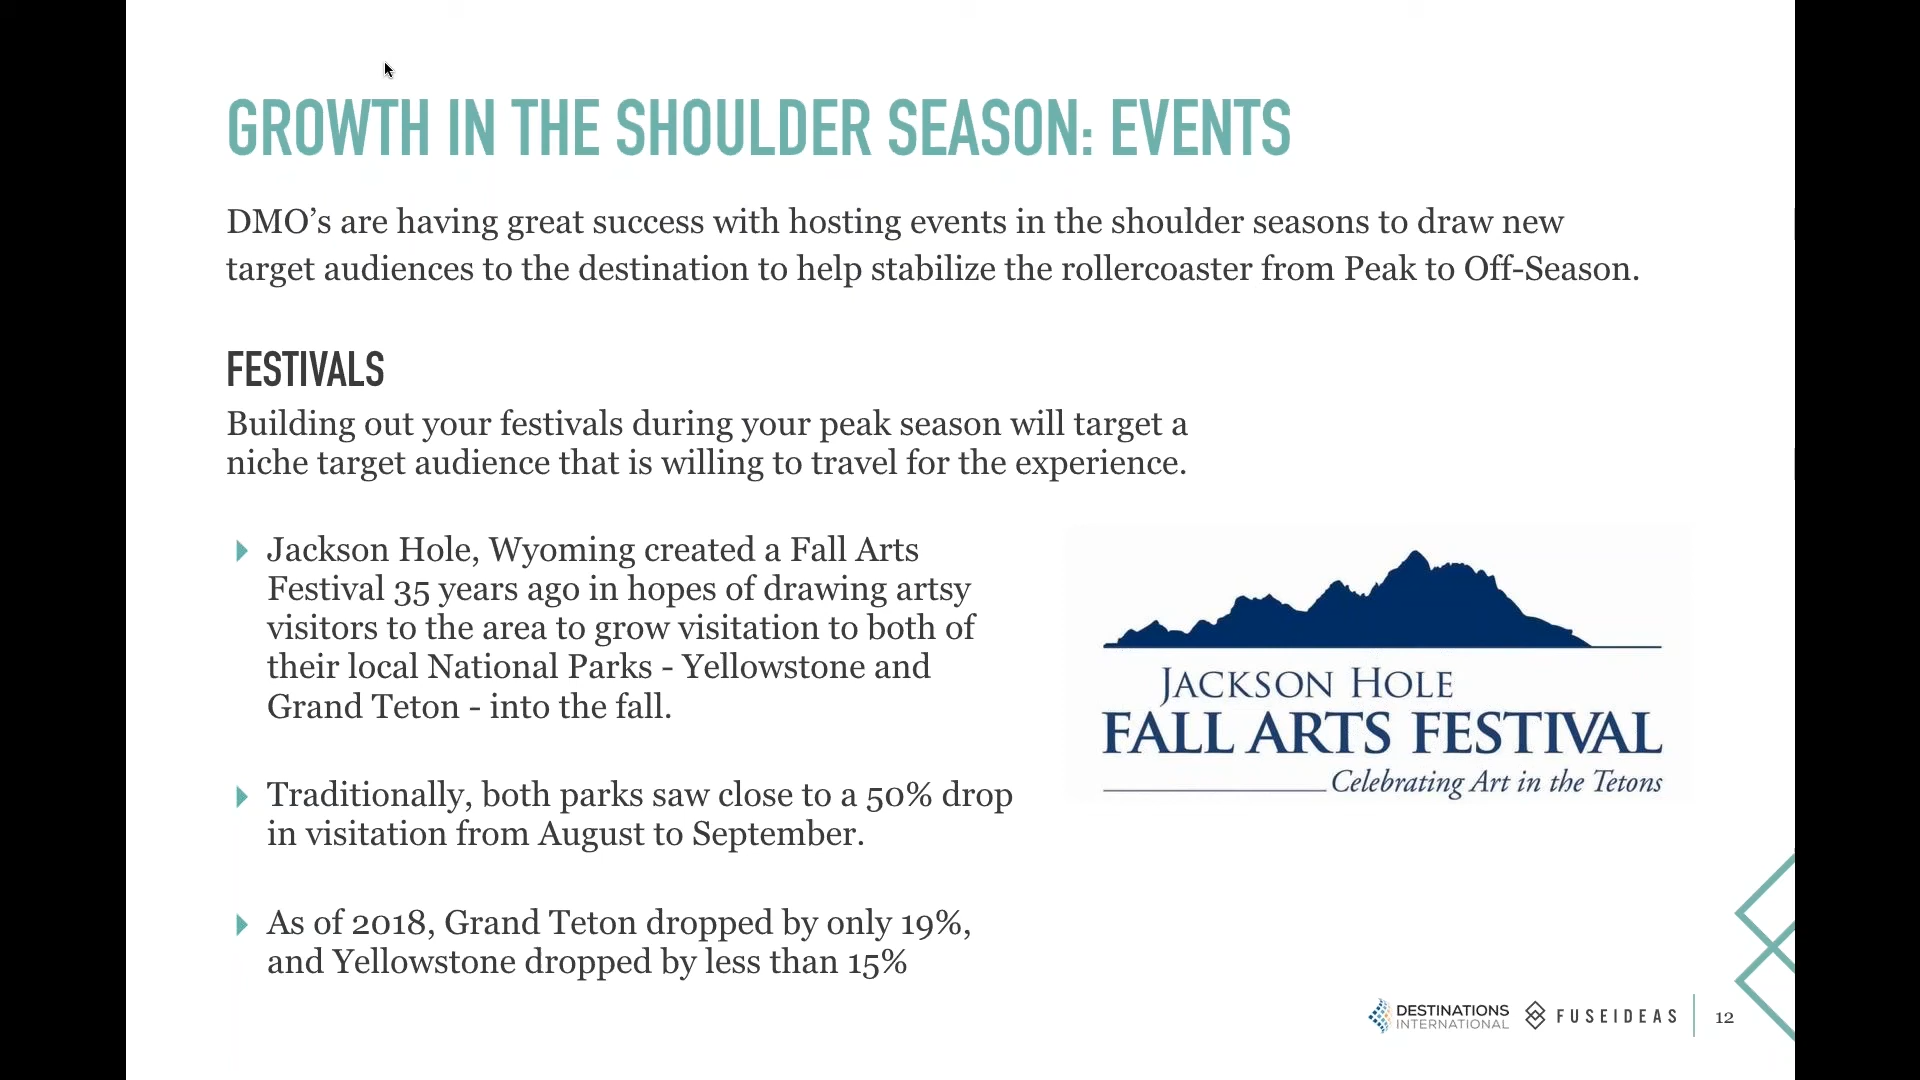 GROWTH IN THE SHOULDER SEASON: EVENTS
DMO’s are having great success with hosting events in the shoulder seasons to draw new
target audiences to the destination to help stabilize the rollercoaster from Peak to Off-Season.
FESTIVALS
Building out your festivals during your peak season will target a
niche target audience that is willing to travel for the experience.
Jackson Hole, Wyoming created a Fall Arts
Festival 35 years ago in hopes of drawing artsy
visitors to the area to grow visitation to both of
their local National Parks - Yellowstone and
Grand Teton - into the fall.
Traditionally, both parks saw close to a 50% drop
in visitation from August to September.
As of 2018, Grand Teton dropped by only 19%,
and Yellowstone dropped by less than 15%
JACKSON HOLE
FALL ARTS FESTIVAL
Celebrating Art in the Tetons
DESTINATIONS
INTERNATIONAL
FUSEIDEAS
12